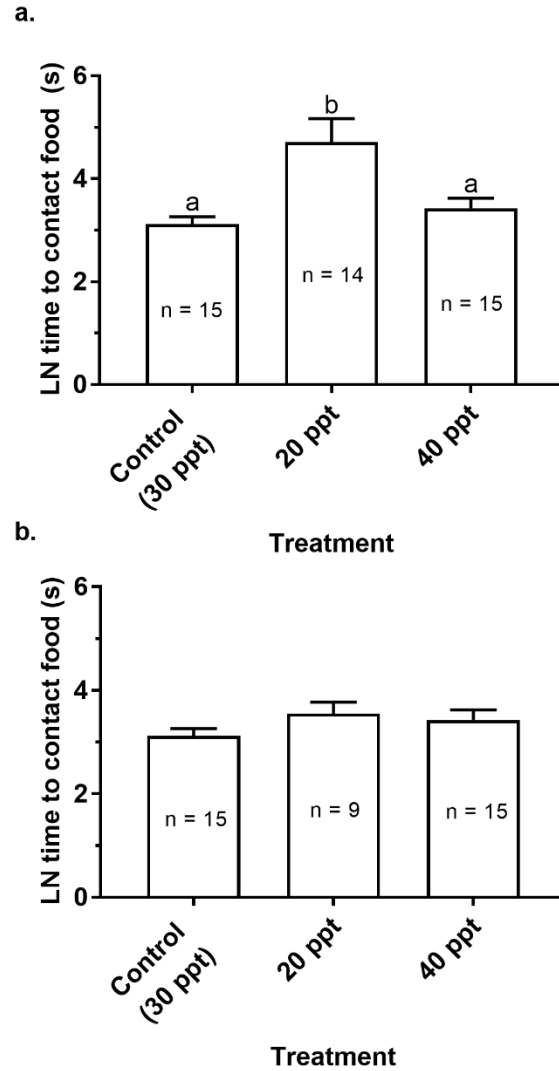 a.
LN time to contact food (s)
6
4
2
0
a
b
a
n = 15
n = 14
n = 15
Control
(30 ppt)
20 ppt
40 ppt
Treatment
b.
LN time to contact food (s)
6
4
2
0
n = 15
n = 9
n = 15
Control
(30 ppt)
20 ppt
40 ppt
Treatment